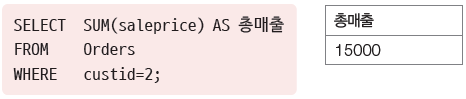 SELECT SUM(saleprice) AS 총매출
FROM Orders
WHERE custid=2;
총매출
15000